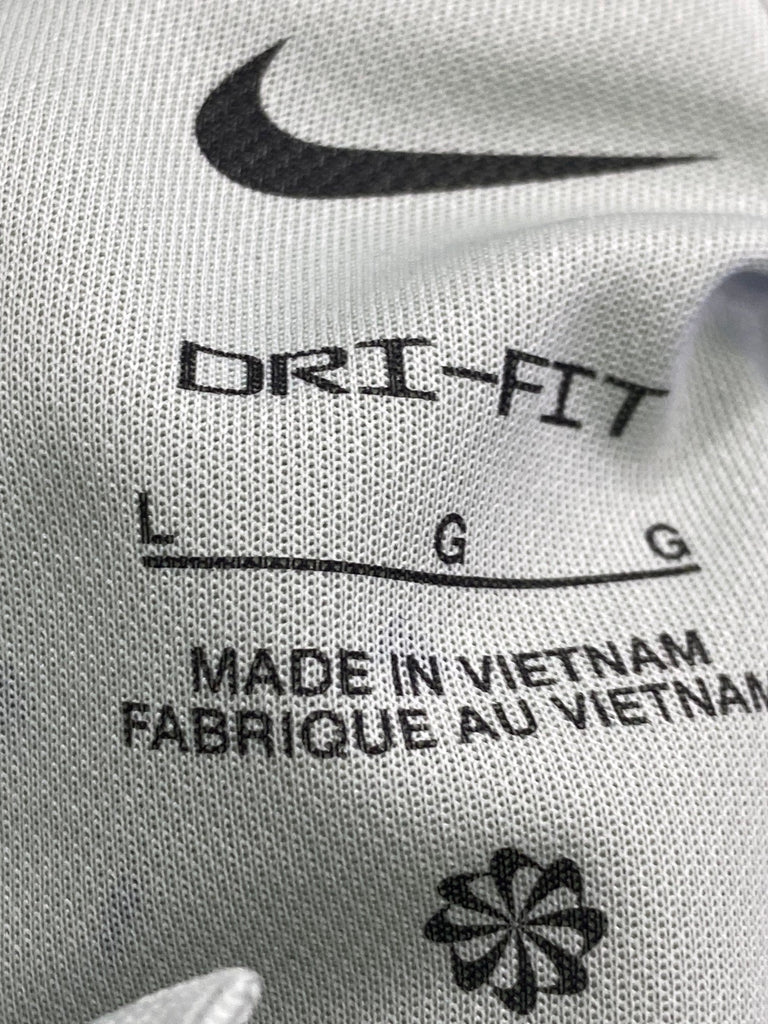 DRI-FIT
L G G
MADE IN VIETNAM
FABRIQUE AU VIETNAM